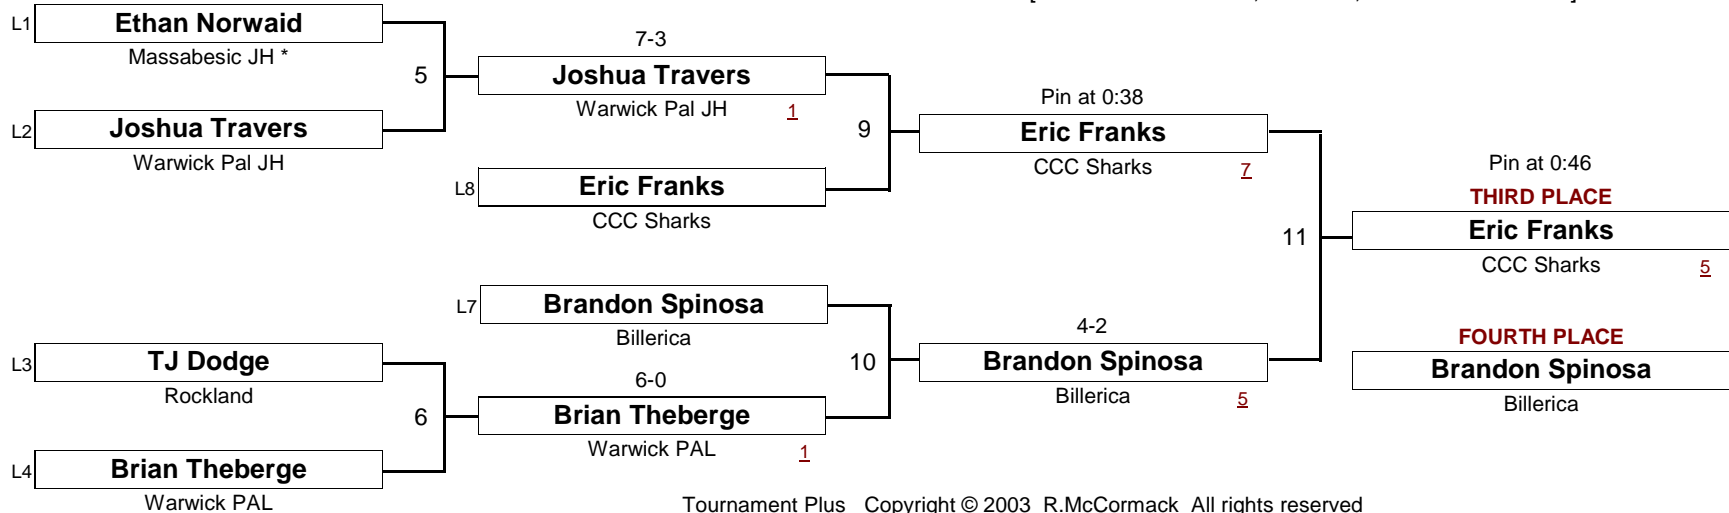 L1
Ethan Norwaid
Massabesic JH *
5
L2
Joshua Travers
Warwick Pal JH
7-3
Joshua Travers
Warwick Pal JH
1
9
L8
Eric Franks
CCC Sharks
Pin at 0:38
Eric Franks
CCC Sharks
7
11
Pin at 0:46
THIRD PLACE
Eric Franks
CCC Sharks
5
L7
Brandon Spinosa
Billerica
10
L3
TJ Dodge
Rockland
6
L4
Brian Theberge
Warwick PAL
6-0
Brian Theberge
Warwick PAL
1
4-2
Brandon Spinosa
Billerica
5
FOURTH PLACE
Brandon Spinosa
Billerica
Tournament Plus Copyright © 2003 R.McCormack All rights reserved